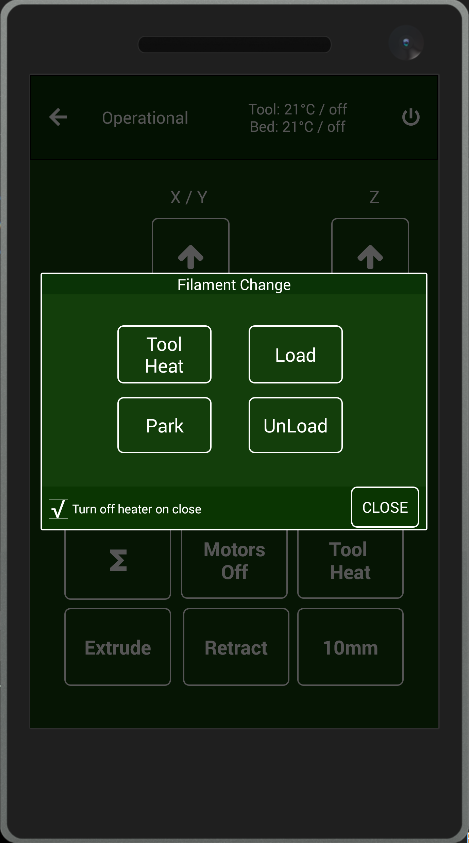 Operational
Tool: 21°C / off
Bed: 21°C / off
X / Y
Z
Filament Change
Tool
Heat
Load
Park
UnLoad
Turn off heater on close
CLOSE
Σ
Motors
Off
Tool
Heat
Extrude
Retract
10mm